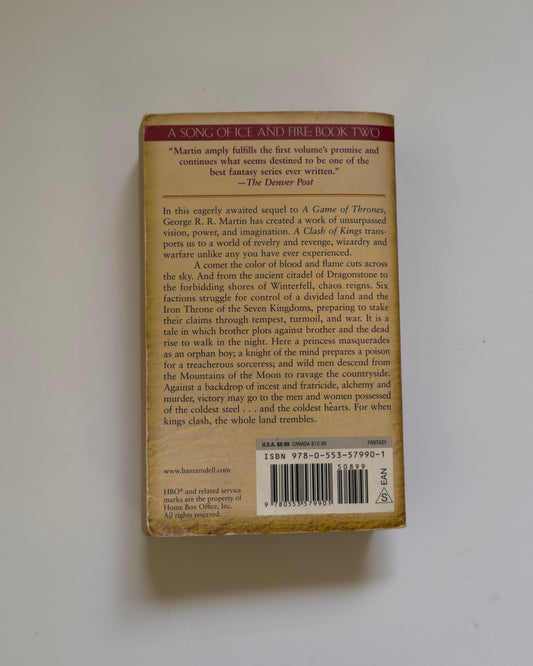 A SONG OF ICE AND FIRE: BOOK TWO
“Martin amply fulfills the first volume’s promise and
continues what seems destined to be one of the
best fantasy series ever written.”
—The Denver Post
In this eagerly awaited sequel to A Game of Thrones,
George R. R. Martin has created a work of unsurpassed
vision, power, and imagination. A Clash of Kings trans-
ports us to a world of revelry and revenge, wizardry and
warfare unlike any you have ever experienced.
A comet the color of blood and flame cuts across
the sky. And from the ancient citadel of Dragonstone to
the forbidding shores of Winterfell, chaos reigns. Six
factions struggle for control of a divided land and the
Iron Throne of the Seven Kingdoms, preparing to stake
their claims through tempest, turmoil, and war. It is a
tale in which brother plots against brother and the dead
rise to walk in the night. Here a princess masquerades
as an orphan boy; a knight of the mind prepares a poison
for a treacherous sorceress; and wild men descend from
the Mountains of the Moon to ravage the countryside.
Against a backdrop of incest and fratricide, alchemy and
murder, victory may go to the men and women possessed
of the coldest steel . . . and the coldest hearts. For when
kings clash, the whole land trembles.
U.S.A. $8.99 CANADA $10.99 FANTASY
ISBN 978-0-553-57990-1
50899
www.bantamdell.com
EAN
S
HBO® and related service
marks are the property of
Home Box Office, Inc.
All rights reserved.
9 780553 579901